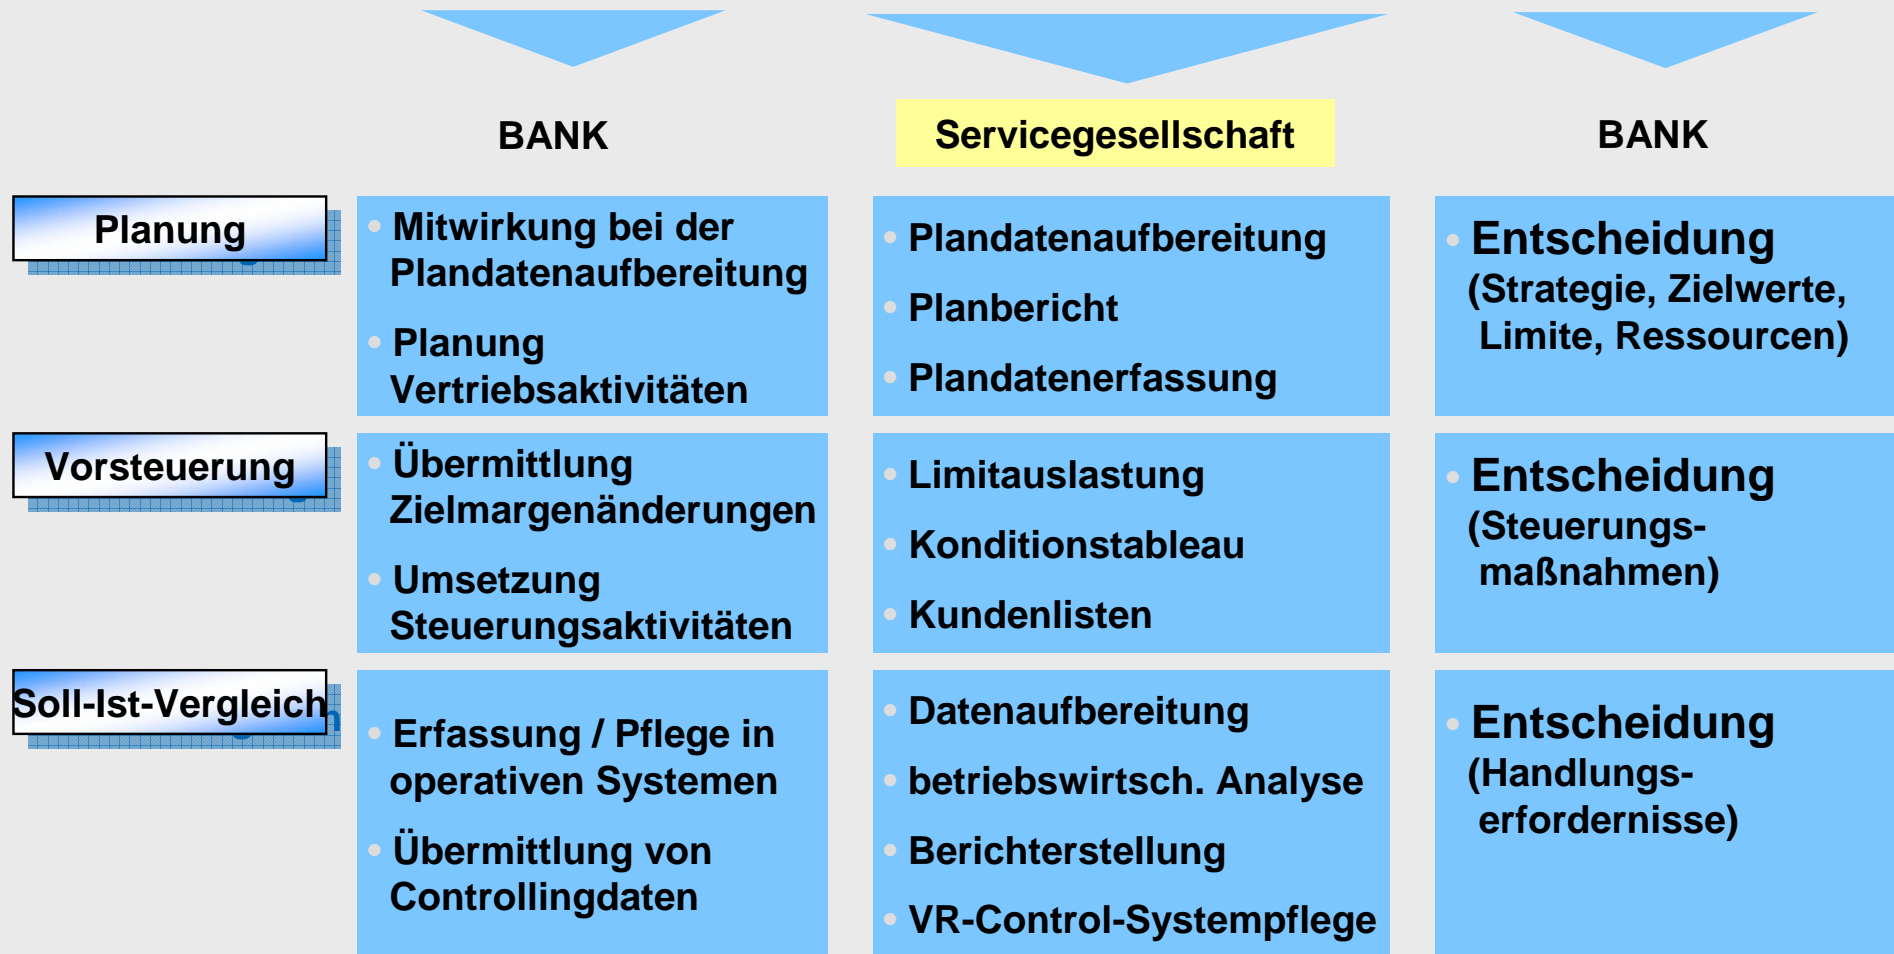 BANK
Servicegesellschaft
BANK
Planung
• Mitwirkung bei der
Plandatenaufbereitung
• Planung
Vertriebsaktivitäten
• Plandatenaufbereitung
• Planbericht
• Plandatenerfassung
• Entscheidung
(Strategie, Zielwerte,
Limite, Ressourcen)
Vorsteuerung
• Übermittlung
Zielmargenänderungen
• Umsetzung
Steuerungsaktivitäten
• Limitauslastung
• Konditionstableau
• Kundenlisten
• Entscheidung
(Steuerungs-
maßnahmen)
Soll-Ist-Vergleich
• Erfassung / Pflege in
operativen Systemen
• Übermittlung von
Controllingdaten
• Datenaufbereitung
• betriebswirtsch. Analyse
• Berichterstellung
• VR-Control-Systempflege
• Entscheidung
(Handlungs-
erfordernisse)